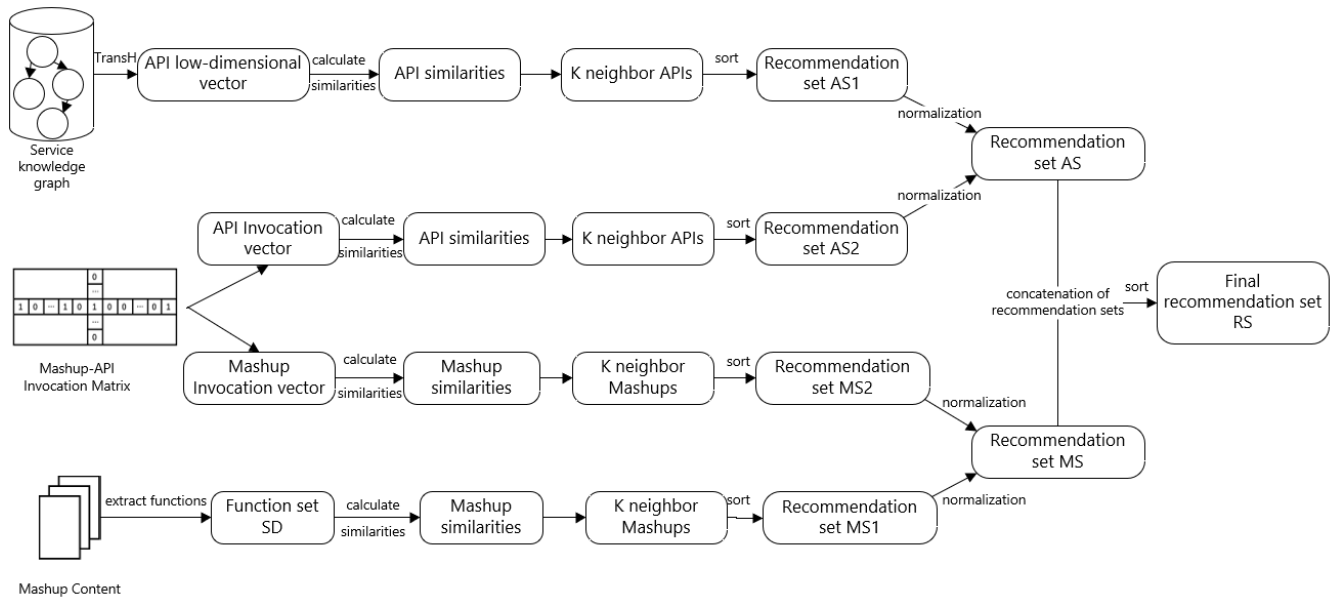 TransH
API low-dimensional
vector
calculate
similarities
API similarities
K neighbor APIs
sort
Recommendation
set AS1
normalization
Service
knowledge
graph
Recommendation
set AS
normalization
API Invocation
vector
calculate
similarities
API similarities
K neighbor APIs
sort
Recommendation
set AS2
0
...
1 0 ... 1 0 1 0 0 ... 0 1
...
0
Mashup-API
Invocation Matrix
concatenation of
recommendation sets
sort
Final
recommendation set
RS
Mashup
Invocation vector
calculate
similarities
Mashup
similarities
K neighbor
Mashups
sort
Recommendation
set MS2
normalization
Recommendation
set MS
normalization
extract functions
Function set
SD
calculate
similarities
Mashup
similarities
K neighbor
Mashups
sort
Recommendation
set MS1
Mashup Content